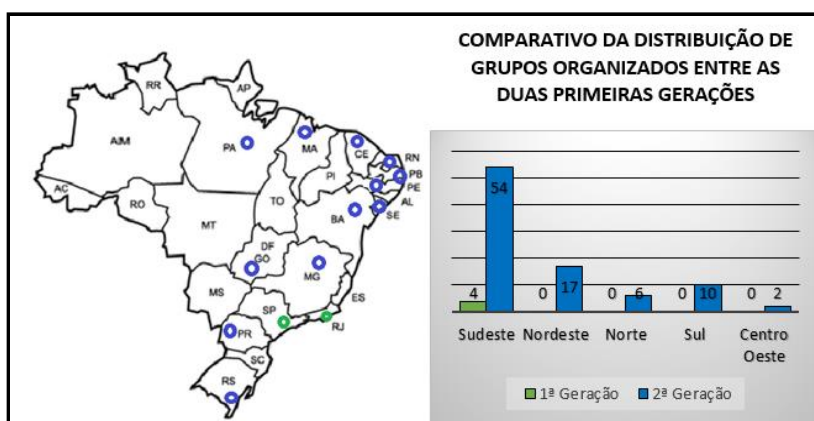 COMPARATIVO DA DISTRIBUIÇÃO DE
GRUPOS ORGANIZADOS ENTRE AS
DUAS PRIMEIRAS GERAÇÕES
RR
AP
AM
PA
MA
CE
RN
PB
PE
AL
SE
PI
AC
RO
TO
BA
MT
DF
GO
MG
ES
MS
SP
RJ
PR
SC
RS
4
54
0
17
0
6
0
10
0
2
Sudeste Nordeste Norte Sul Centro
Oeste
1ª Geração 2ª Geração